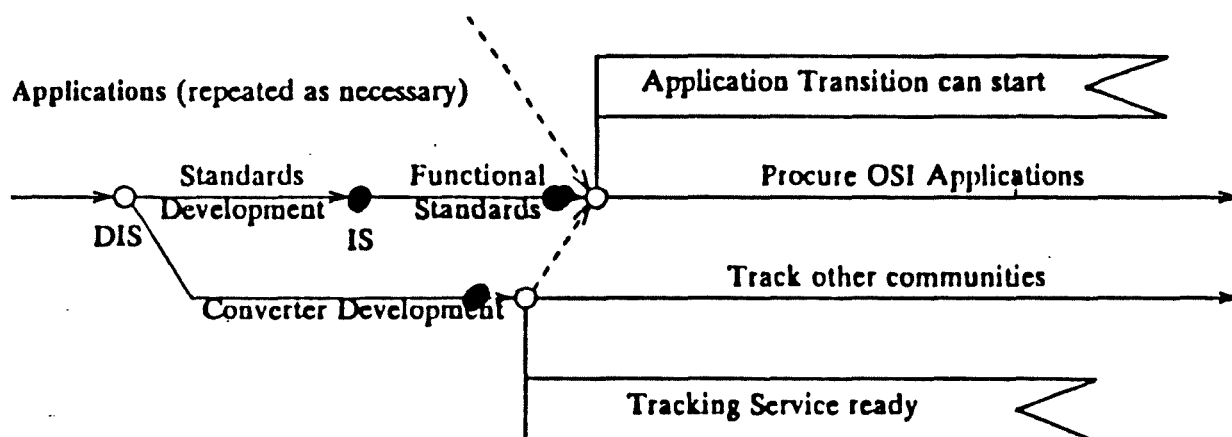 Application Transition can start
Applications (repeated as necessary)
Standards
Development
Functional
Standards
Procure OSI Applications
DIS
IS
Track other communities
Converter Development
Tracking Service ready